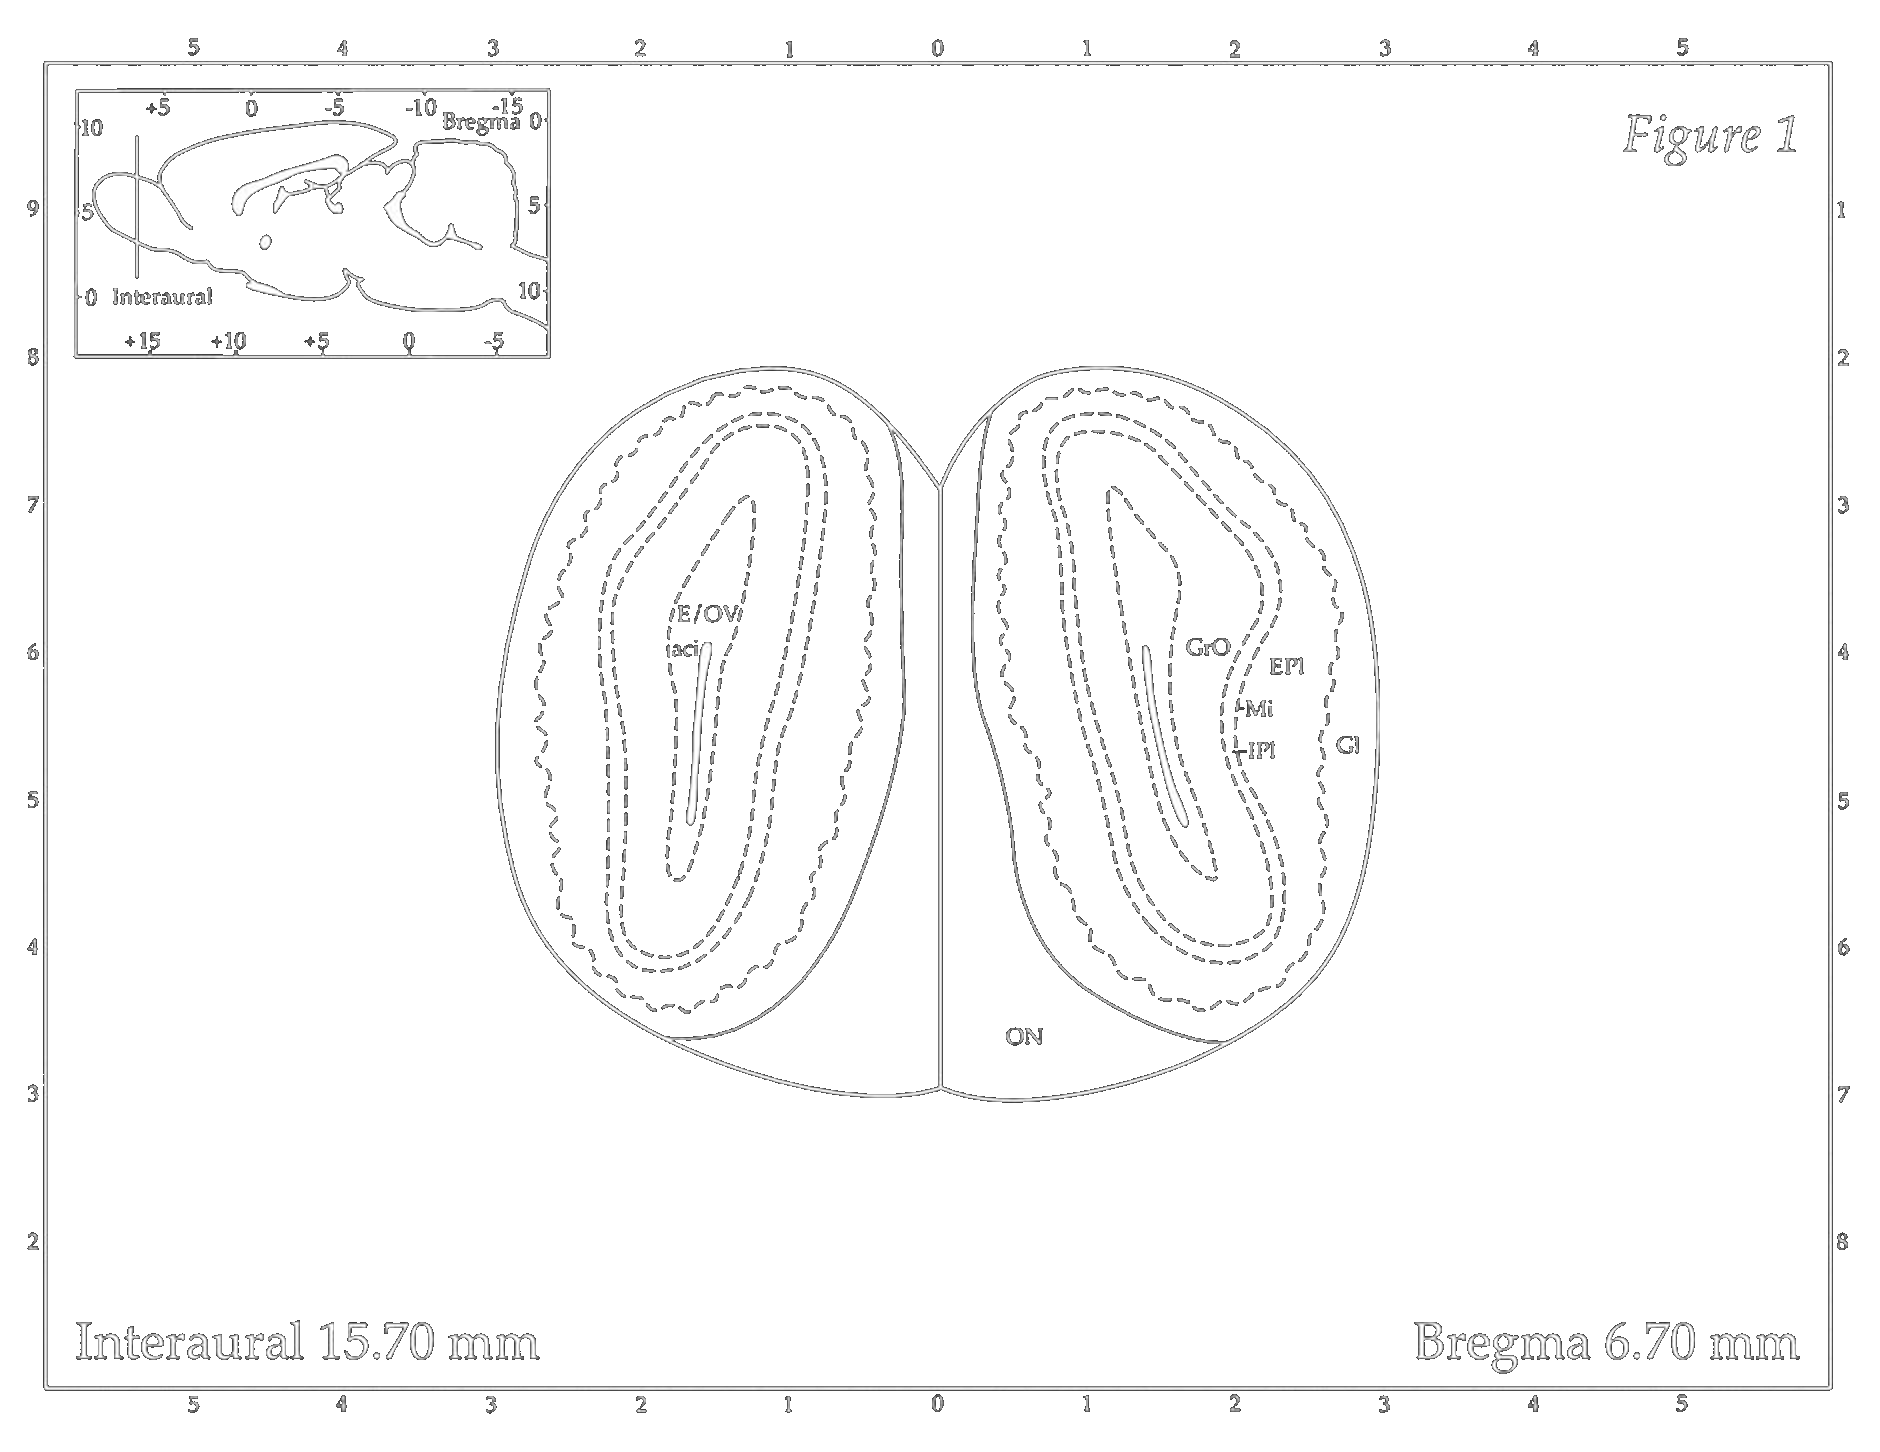 5 4 3 2 1 0 1 2 3 4 5
+5 0 -5 -10 -15
Bregma 0
10
5 5
10
0 Interaural
+15 +10 +5 0 -5
Figure 1
9 1
8 2
7 3
6 4
5 5
4 6
3 7
2 8
E/OV
aci
GrO
EPl
Mi
IPl
Gl
ON
Interaural 15.70 mm
Bregma 6.70 mm
5 4 3 2 1 0 1 2 3 4 5